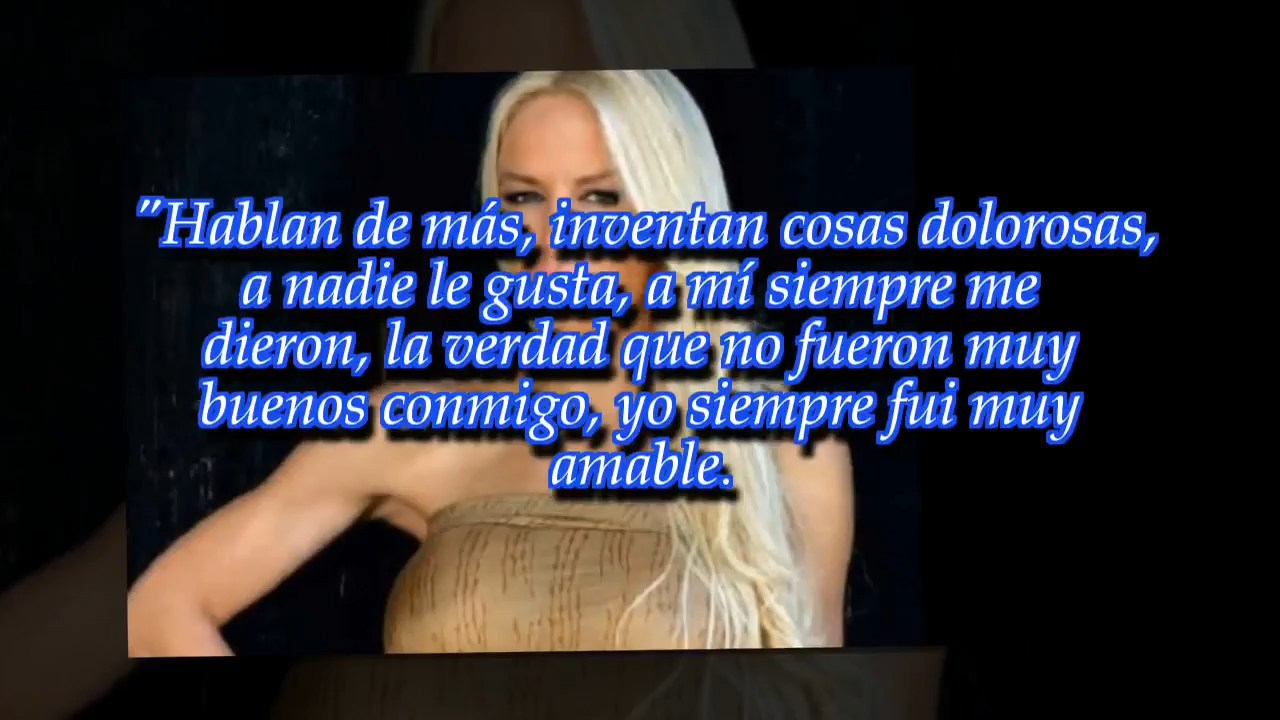 "Hablan de más, inventan cosas dolorosas,
a nadie le gusta, a mí siempre me
dieron, la verdad que no fueron muy
buenos conmigo, yo siempre fui muy
amable.